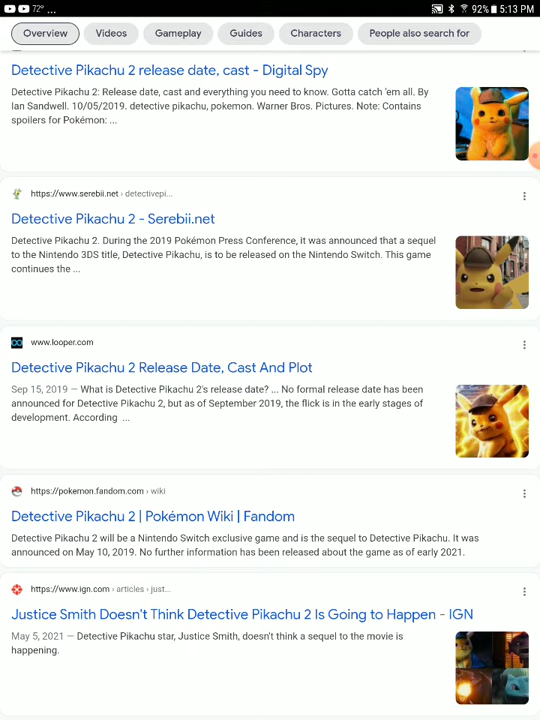 72° ...
92% 5:13 PM
Overview Videos Gameplay Guides Characters People also search for
Detective Pikachu 2 release date, cast - Digital Spy
Detective Pikachu 2: Release date, cast and everything you need to know. Gotta catch 'em all. By
Ian Sandwell. 10/05/2019. detective pikachu, pokemon. Warner Bros. Pictures. Note: Contains
spoilers for Pokémon: ...
https://www.serebii.net › detectivepi...
Detective Pikachu 2 - Serebii.net
Detective Pikachu 2. During the 2019 Pokémon Press Conference, it was announced that a sequel
to the Nintendo 3DS title, Detective Pikachu, is to be released on the Nintendo Switch. This game
continues the ...
www.looper.com
Detective Pikachu 2 Release Date, Cast And Plot
Sep 15, 2019 — What is Detective Pikachu 2's release date? ... No formal release date has been
announced for Detective Pikachu 2, but as of September 2019, the flick is in the early stages of
development. According ...
https://pokemon.fandom.com › wiki
Detective Pikachu 2 | Pokémon Wiki | Fandom
Detective Pikachu 2 will be a Nintendo Switch exclusive game and is the sequel to Detective Pikachu. It was
announced on May 10, 2019. No further information has been released about the game as of early 2021.
https://www.ign.com › articles › just...
Justice Smith Doesn't Think Detective Pikachu 2 Is Going to Happen - IGN
May 5, 2021 — Detective Pikachu star, Justice Smith, doesn't think a sequel to the movie is
happening.